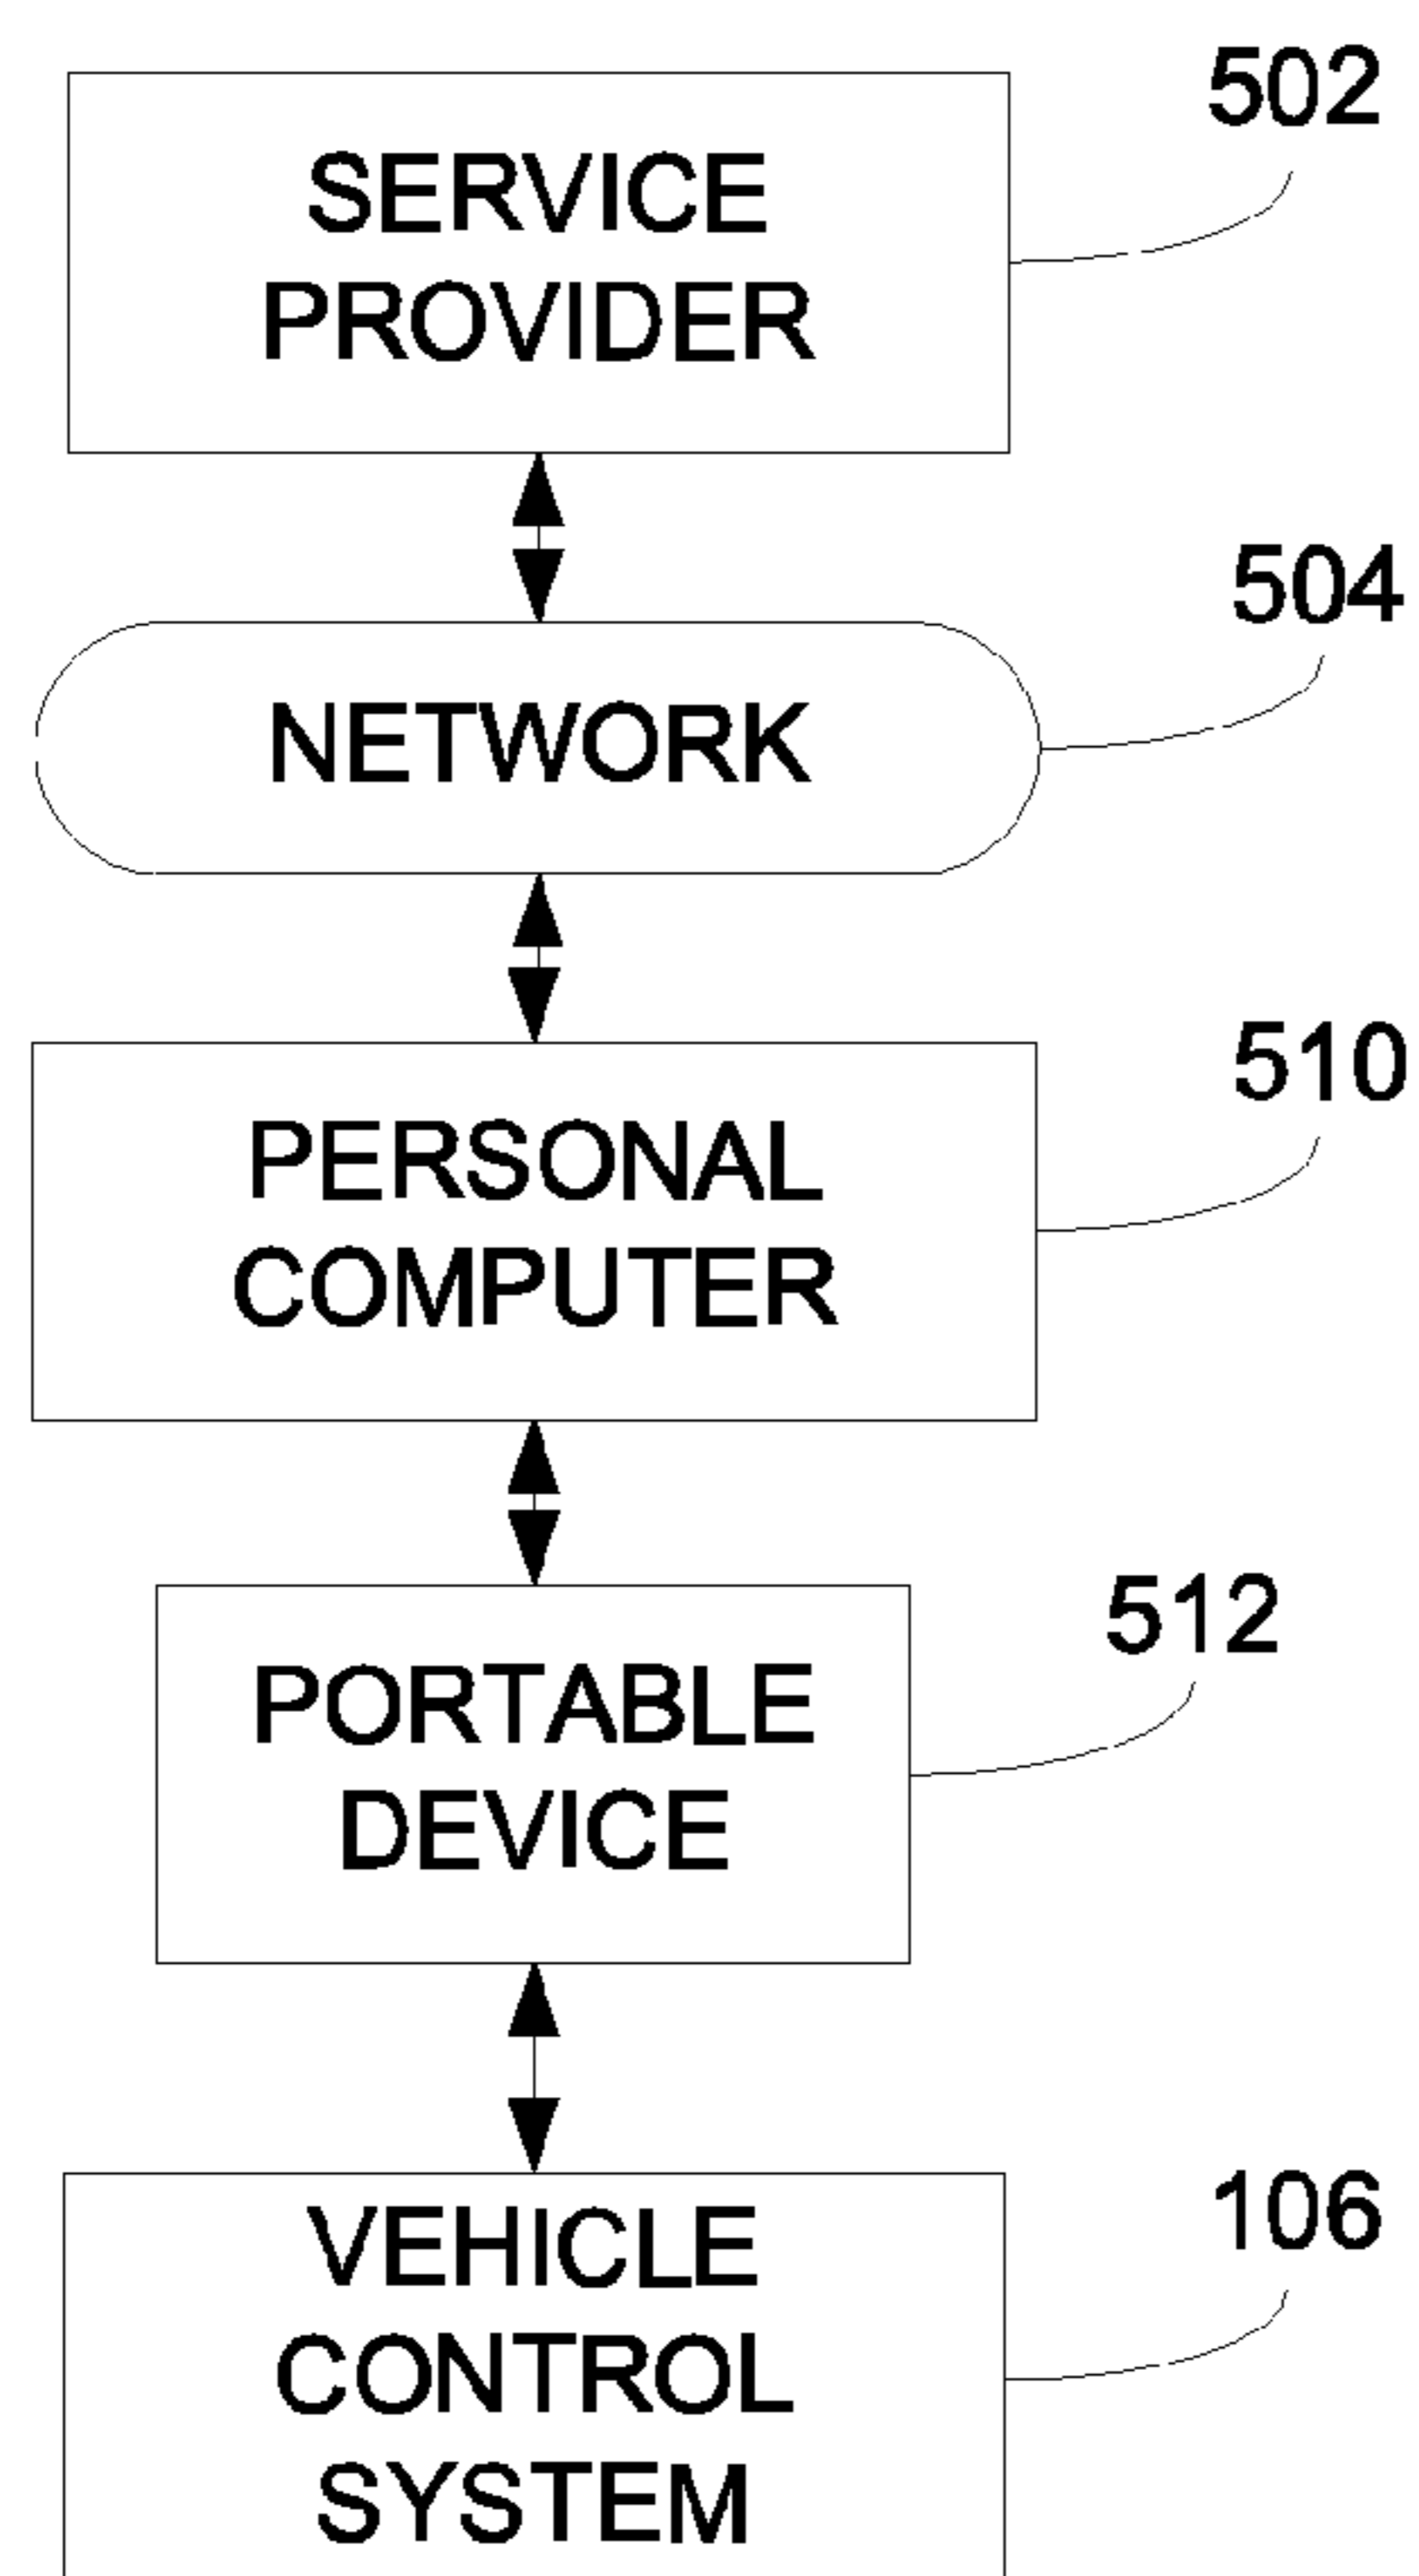 502
SERVICE
PROVIDER
504
NETWORK
510
PERSONAL
COMPUTER
512
PORTABLE
DEVICE
106
VEHICLE
CONTROL
SYSTEM